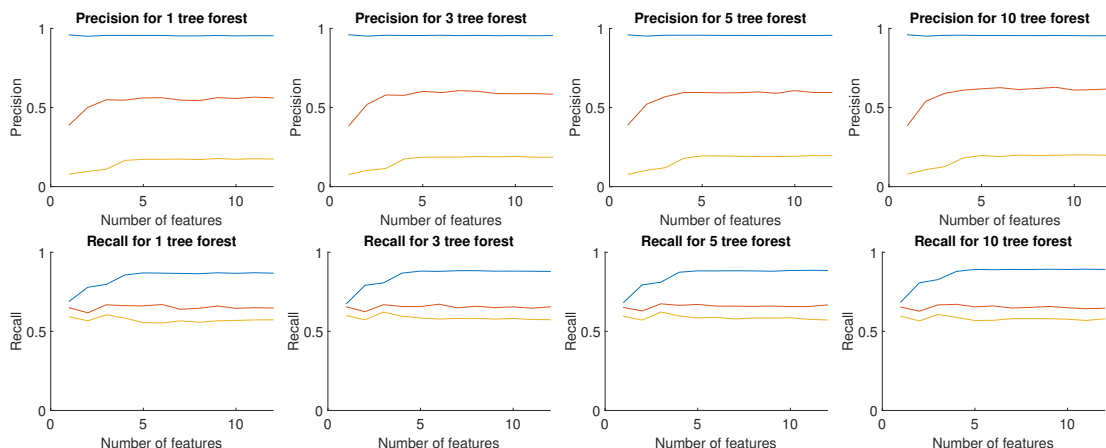 Precision for 1 tree forest
1
0.5
0
Precision
0
5
10
Number of features
Precision for 3 tree forest
1
0.5
0
Precision
0
5
10
Number of features
Precision for 5 tree forest
1
0.5
0
Precision
0
5
10
Number of features
Precision for 10 tree forest
1
0.5
0
Precision
0
5
10
Number of features
Recall for 1 tree forest
1
0.5
0
Recall
0
5
10
Number of features
Recall for 3 tree forest
1
0.5
0
Recall
0
5
10
Number of features
Recall for 5 tree forest
1
0.5
0
Recall
0
5
10
Number of features
Recall for 10 tree forest
1
0.5
0
Recall
0
5
10
Number of features